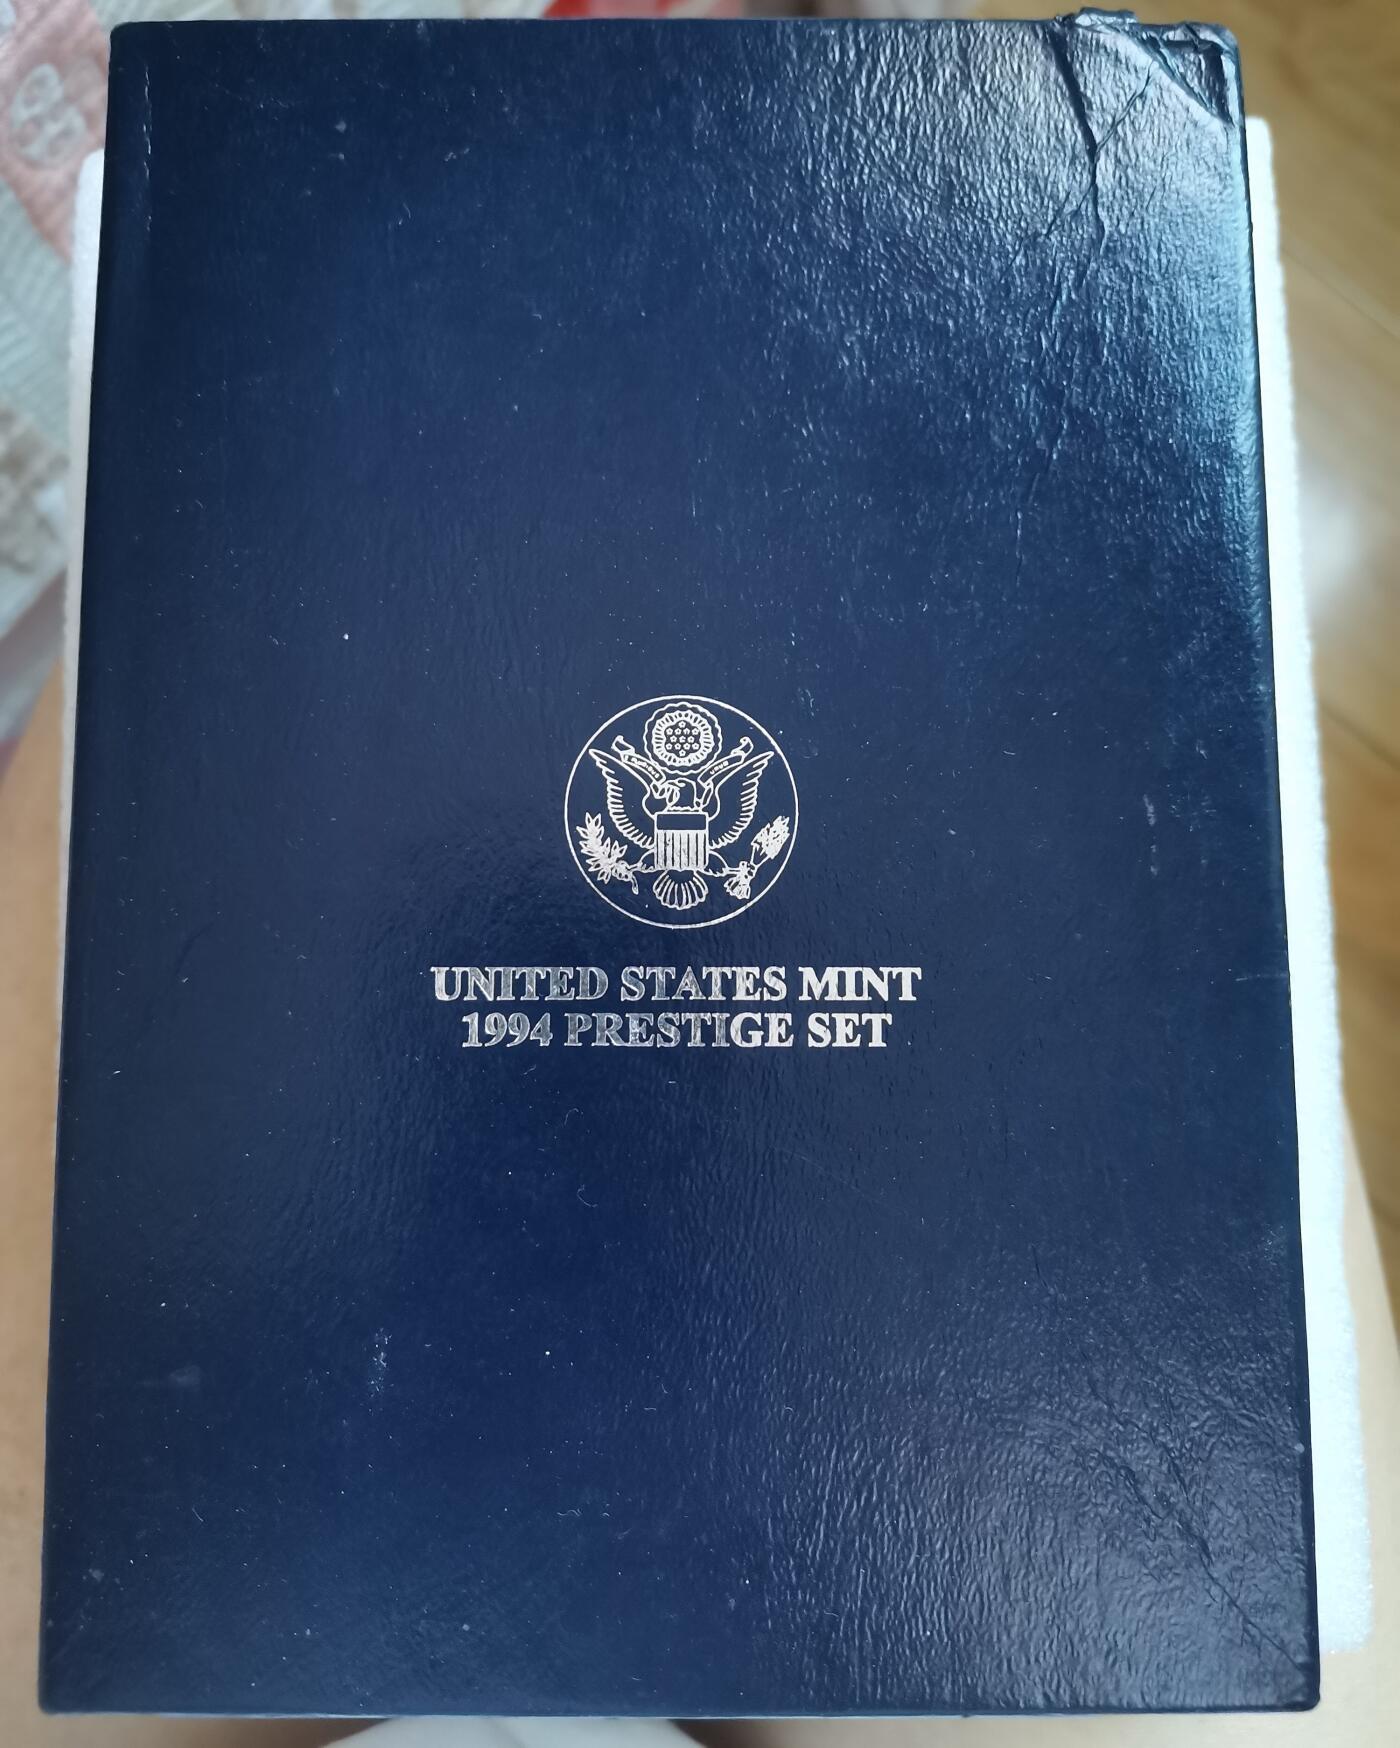 UNITED STATES MINT
1994 PRESTIGE SET